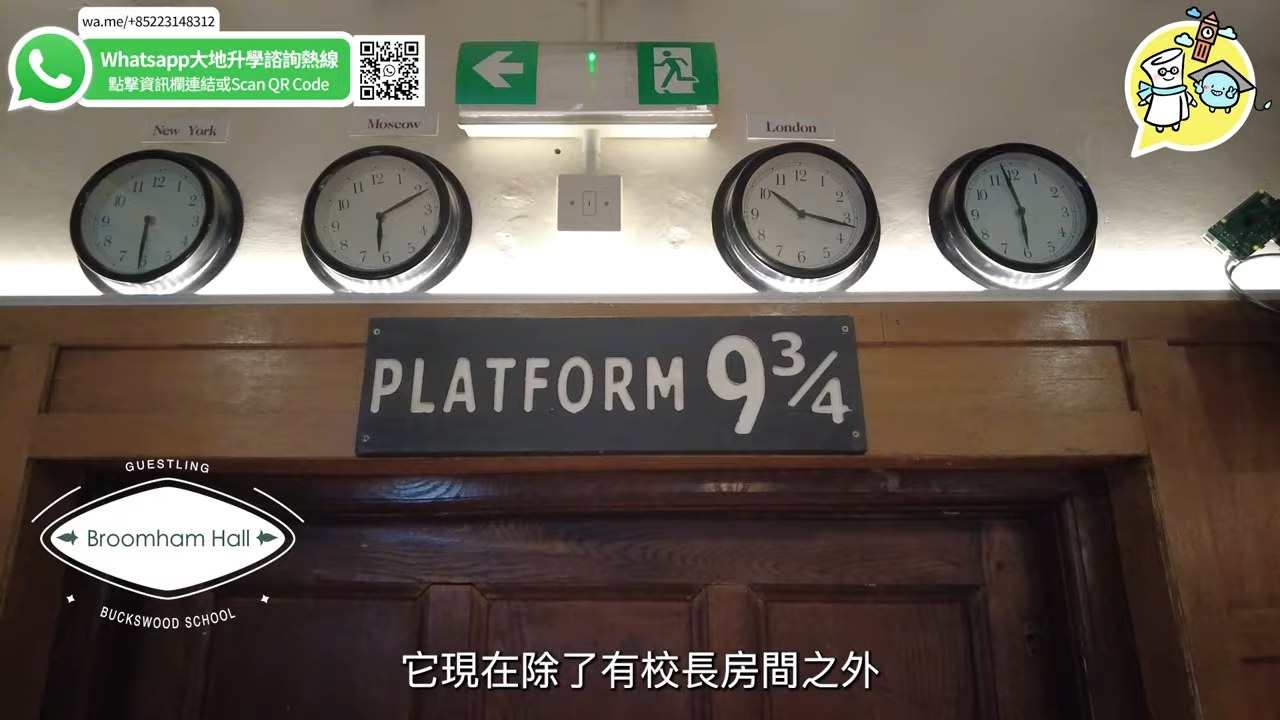 wa.me/+85223148312
Whatsapp大地升學諮詢熱線
點擊資訊欄連結或Scan QR Code
New York
Moscow
London
PLATFORM 9¾
GUESTLING
Broomham Hall
BUCKSWOOD SCHOOL
它現在除了有校長房間之外